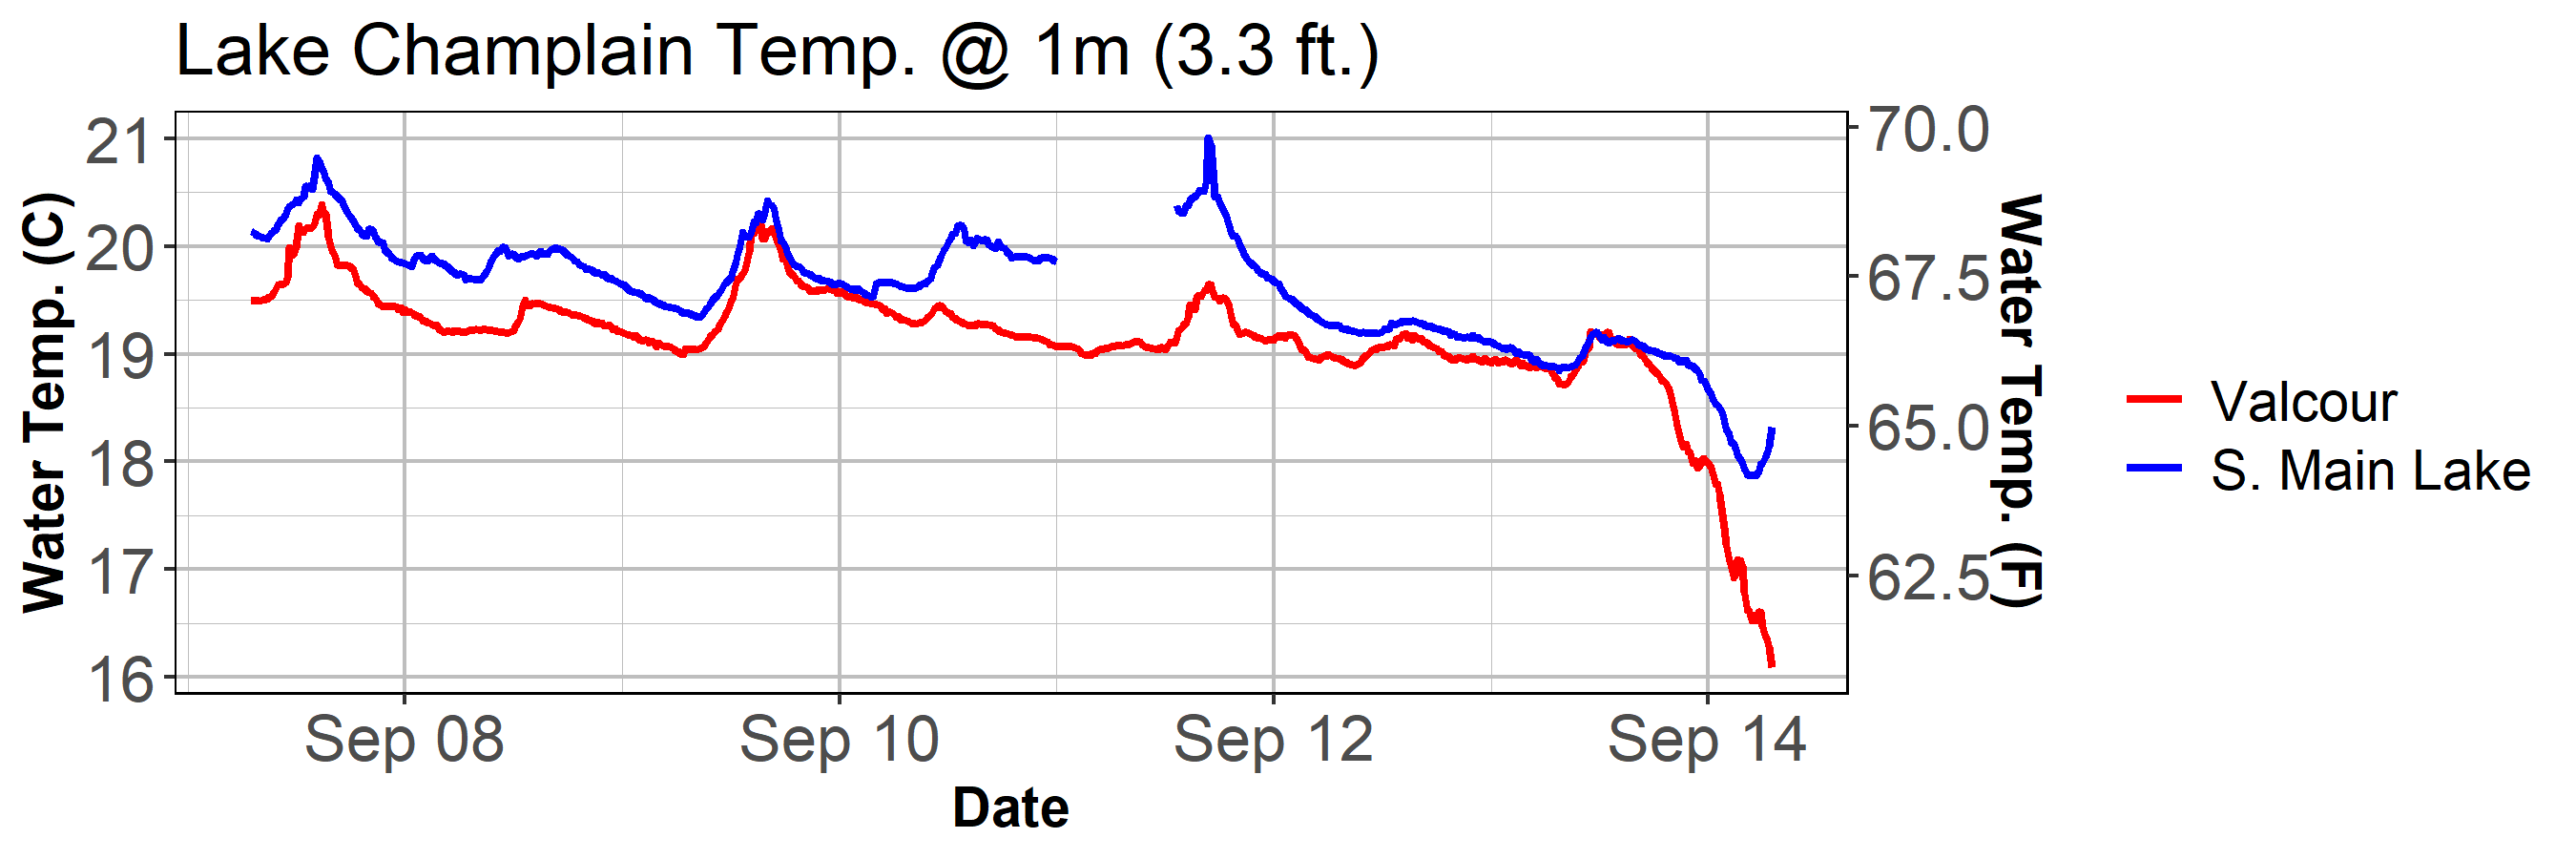 Lake Champlain Temp. @ 1m (3.3 ft.)
Water Temp. (C)
21
20
19
18
17
16
70.0
67.5
65.0
62.5
Water Temp. (F)
Sep 08
Sep 10
Sep 12
Sep 14
Date
Valcour
S. Main Lake